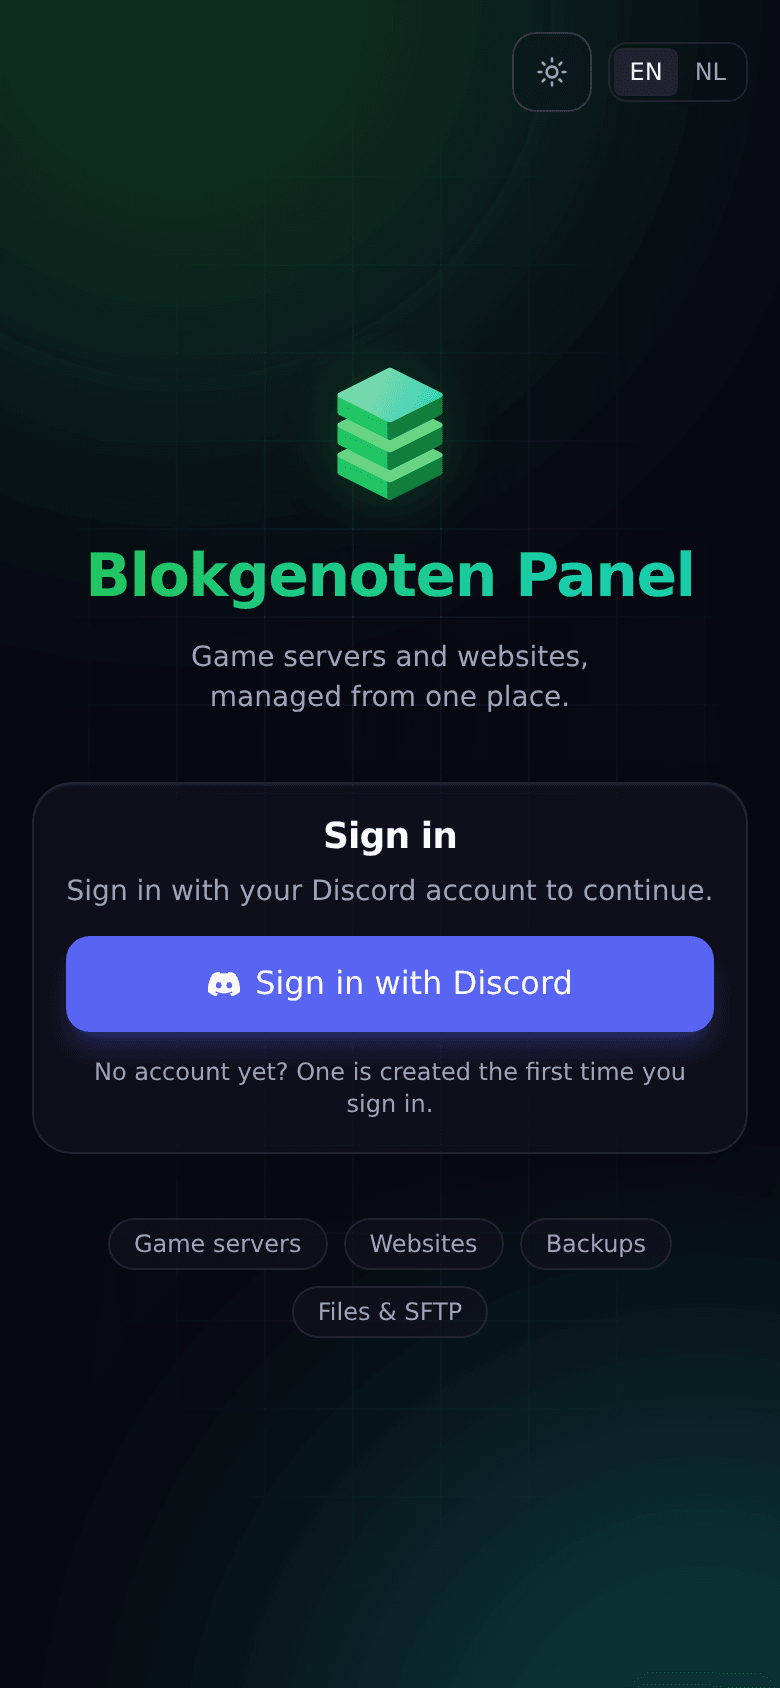 EN NL
Blokgenoten Panel
Game servers and websites,
managed from one place.
Sign in
Sign in with your Discord account to continue.
Sign in with Discord
No account yet? One is created the first time you
sign in.
Game servers Websites Backups
Files & SFTP